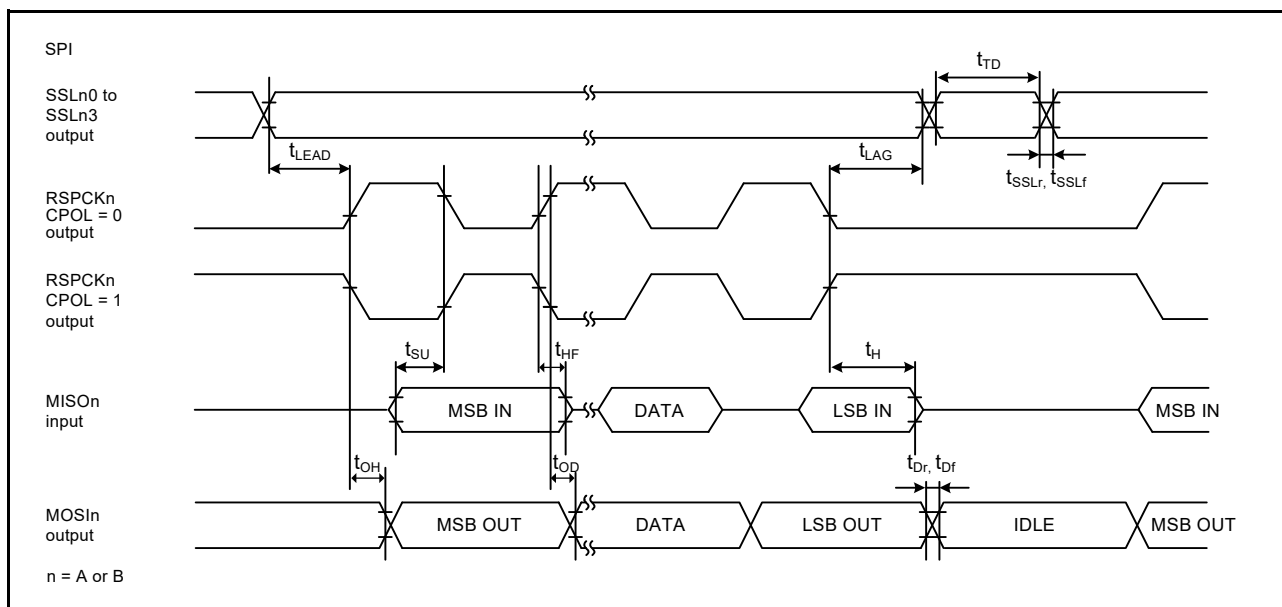 SPI
SSLn0 to
SSLn3
output
tTD
tLEAD
tLAG
tSSLr, tSSLf
RSPCKn
CPOL = 0
output
RSPCKn
CPOL = 1
output
tSU
tHF
tH
MISOn
input
MSB IN
DATA
LSB IN
MSB IN
tOH
tOD
tDr, tDf
MOSIn
output
MSB OUT
DATA
LSB OUT
IDLE
MSB OUT
n = A or B